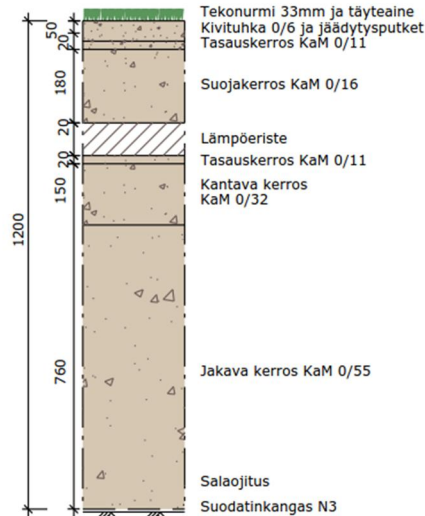 Tekonurmi 33mm ja täyteaine
Kivituhka 0/6 ja jäädytysputket
Tasauskerros KaM 0/11
Suojakerros KaM 0/16
Lämpöeriste
Tasauskerros KaM 0/11
Kantava kerros
KaM 0/32
Jakava kerros KaM 0/55
Salaojitus
Suodatinkangas N3
50
20
180
20
20
150
760
1200